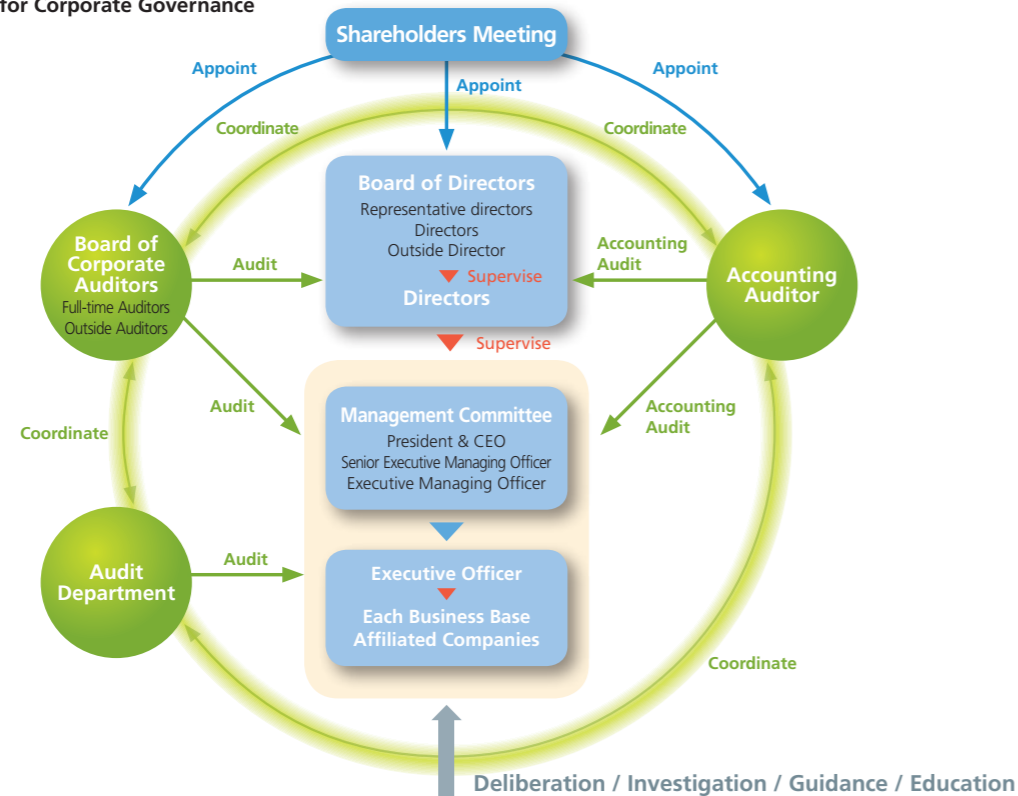 for Corporate Governance
Shareholders Meeting
Appoint
Appoint
Appoint
Coordinate
Coordinate
Board of Directors
Representative directors
Directors
Outside Director
Supervise
Directors
Board of
Corporate
Auditors
Full-time Auditors
Outside Auditors
Audit
Accounting
Audit
Accounting
Auditor
Supervise
Audit
Accounting
Audit
Coordinate
Management Committee
President & CEO
Senior Executive Managing Officer
Executive Managing Officer
Audit
Department
Audit
Executive Officer
Each Business Base
Affiliated Companies
Coordinate
Deliberation / Investigation / Guidance / Education